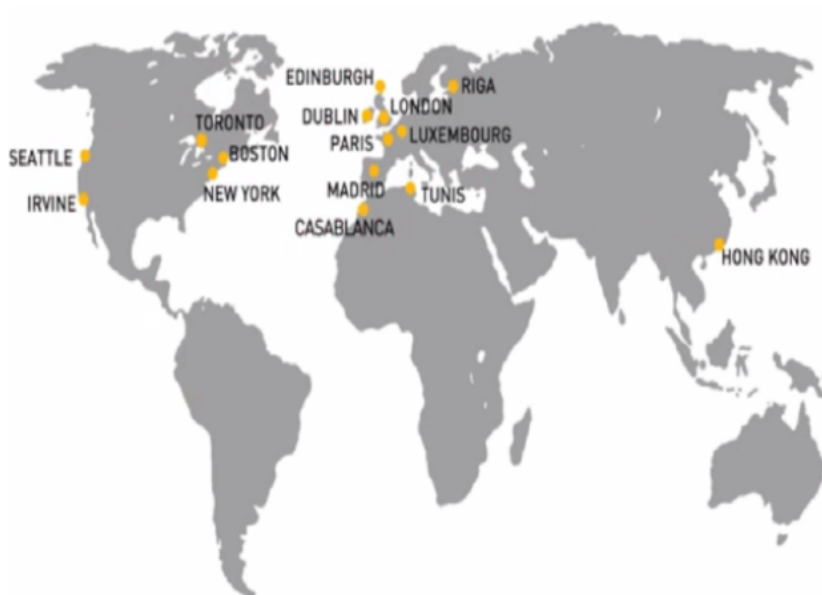 EDINBURGH
RIGA
LONDON
DUBLIN
TORONTO
LUXEMBOURG
PARIS
BOSTON
SEATTLE
MADRID
TUNIS
NEW YORK
IRVINE
CASABLANCA
HONG KONG